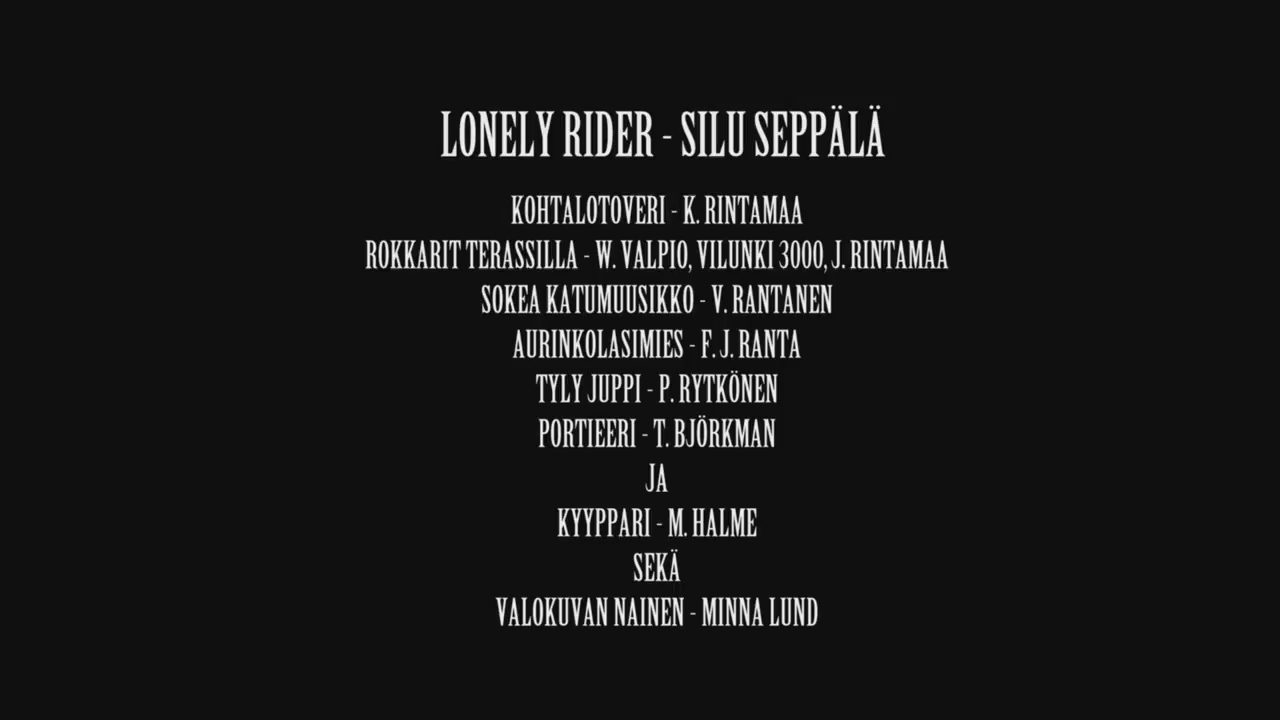 LONELY RIDER - SILU SEPPÄLÄ
KOHTALOTOVERI - K. RINTAMAA
ROKKARIT TERASSILLA - W. VALPIO, VILUNKI 3000, J. RINTAMAA
SOKEA KATUMUUSIKKO - V. RANTANEN
AURINKOLASIMIES - F. J. RANTA
TYLY JUPPI - P. RYTKÖNEN
PORTIEERI - T. BJÖRKMAN
JA
KYYPPARI - M. HALME
SEKÄ
VALOKUVAN NAINEN - MINNA LUND